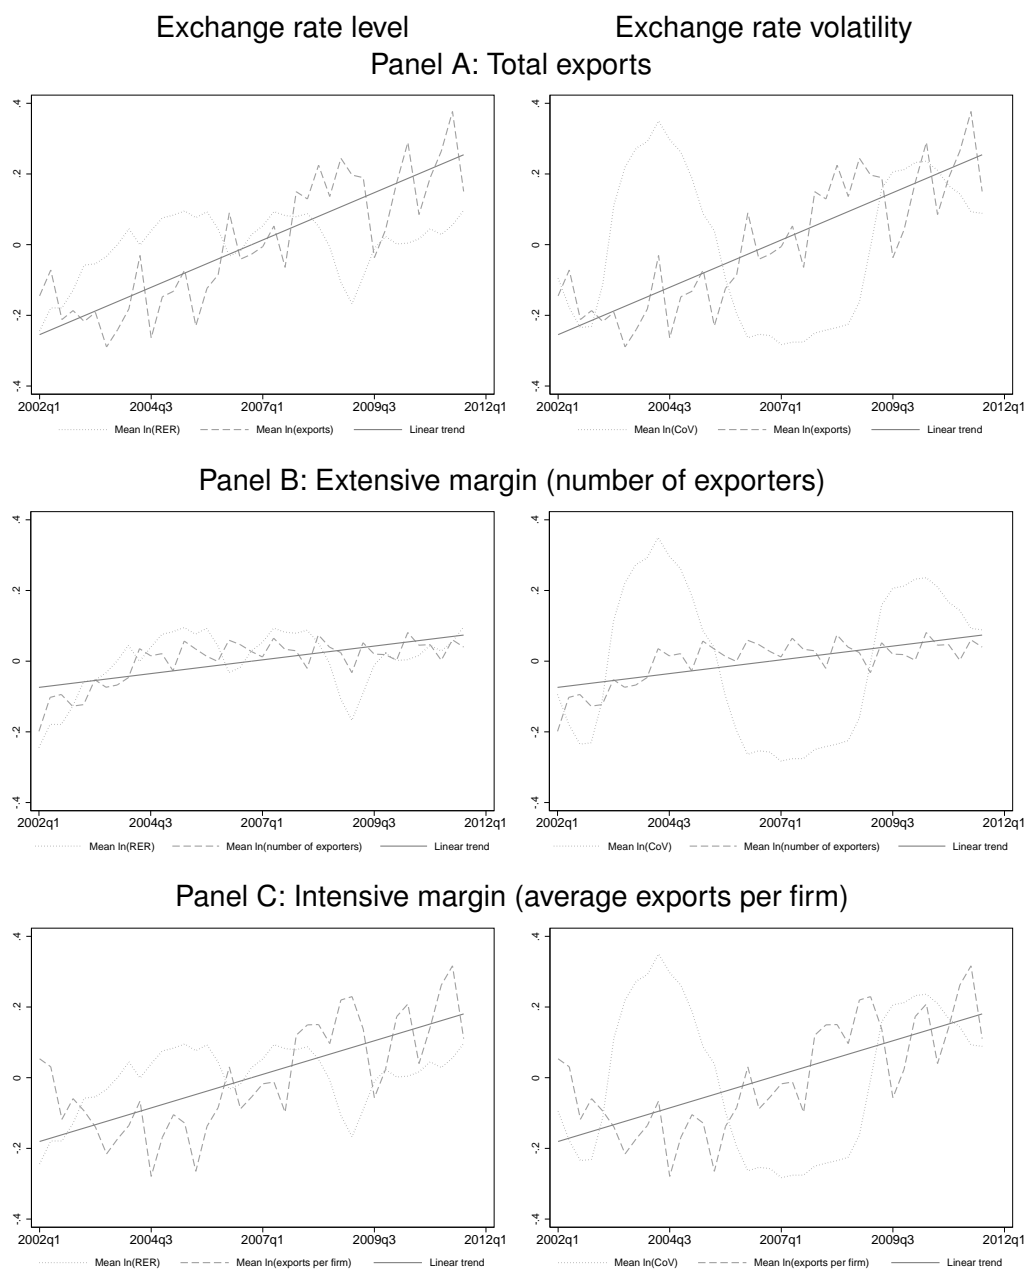 Exchange rate level Exchange rate volatility
Panel A: Total exports
.4 .4
.2 .2
0 0
-.2 -.2
-.4 -.4
2002q1 2004q3 2007q1 2009q3 2012q1 2002q1 2004q3 2007q1 2009q3 2012q1
Mean ln(RER) Mean ln(exports) Linear trend Mean ln(CoV) Mean ln(exports) Linear trend
Panel B: Extensive margin (number of exporters)
.4 .4
.2 .2
0 0
-.2 -.2
-.4 -.4
2002q1 2004q3 2007q1 2009q3 2012q1 2002q1 2004q3 2007q1 2009q3 2012q1
Mean ln(RER) Mean ln(number of exporters) Linear trend Mean ln(CoV) Mean ln(number of exporters) Linear trend
Panel C: Intensive margin (average exports per firm)
.4 .4
.2 .2
0 0
-.2 -.2
-.4 -.4
2002q1 2004q3 2007q1 2009q3 2012q1 2002q1 2004q3 2007q1 2009q3 2012q1
Mean ln(RER) Mean ln(exports per firm) Linear trend Mean ln(CoV) Mean ln(exports per firm) Linear trend